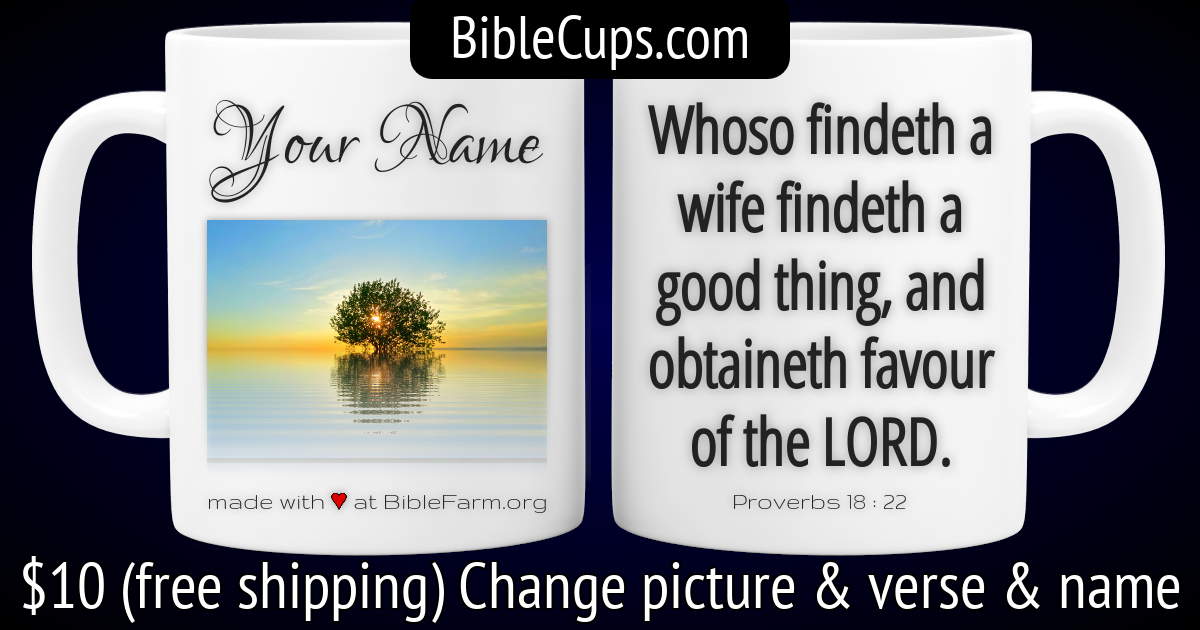 BibleCups.com
Your Name
made with ♥ at BibleFarm.org
Whoso findeth a
wife findeth a
good thing, and
obtaineth favour
of the LORD.
Proverbs 18 : 22
$10 (free shipping) Change picture & verse & name